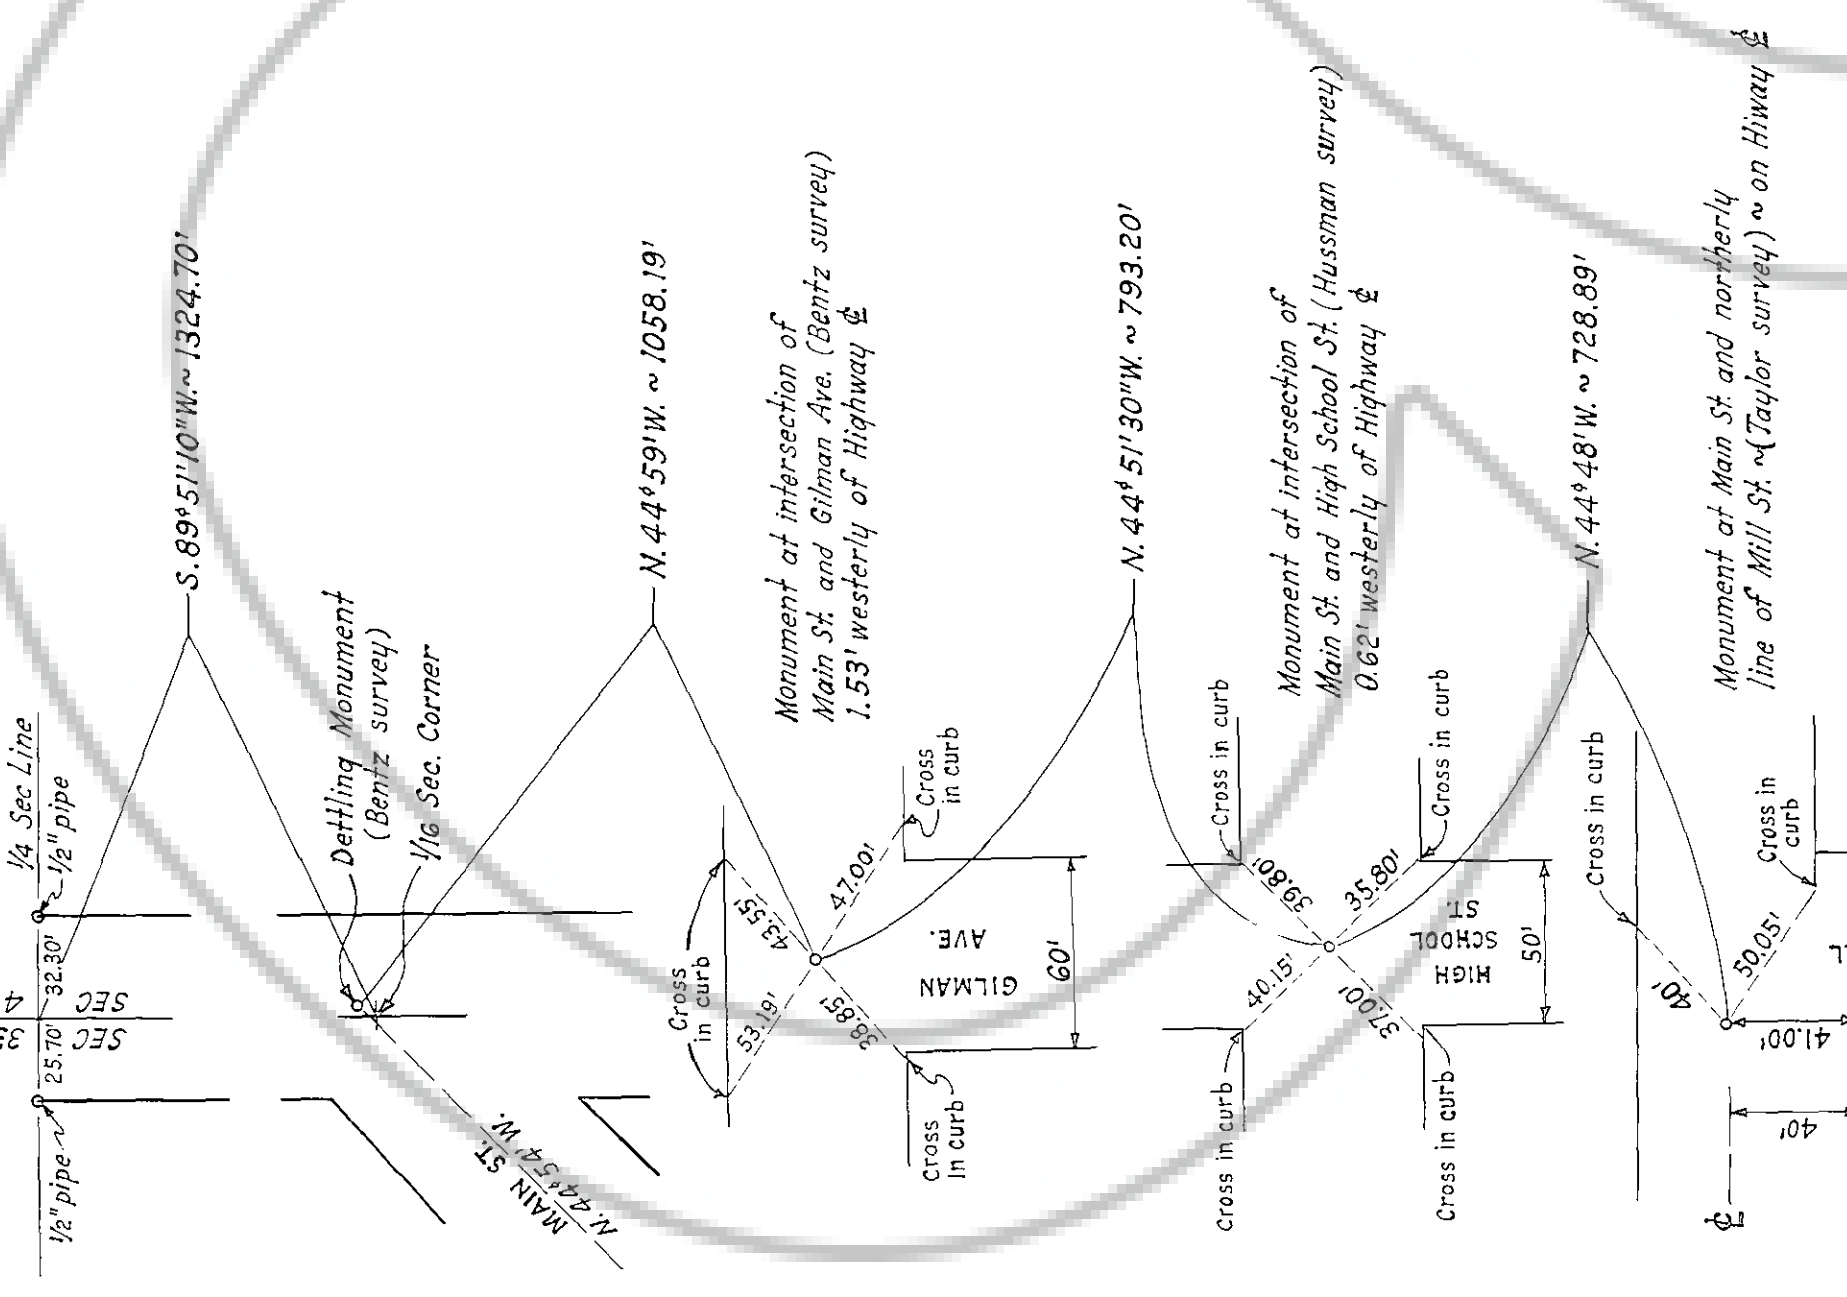 1/4 Sec Line
1/2" pipe
32.30'
SEC 4
SEC
25.70'
1/2" pipe
S. 89° 51' 10" W. ~ 1324.70'
Dettling Monument
(Bentz survey)
1/16 Sec. Corner
MAIN ST.
N. 44° 54' W.
N. 44° 59' W. ~ 1058.19'
Monument at intersection of
Main St. and Gilman Ave. (Bentz survey)
1.53' westerly of Highway ℄
Cross
in curb
43.55'
53.19'
47.00'
38.85'
Cross
in curb
Cross
in curb
GILMAN
AVE.
60'
N. 44° 51' 30" W. ~ 793.20'
Monument at intersection of
Main St. and High School St. (Hussman survey)
0.62' westerly of Highway ℄
Cross in curb
Cross in curb
39.80'
35.80'
40.15'
37.00'
HIGH
SCHOOL
ST.
50'
Cross in curb
Cross in curb
N. 44° 48' W. ~ 728.89'
Monument at Main St. and northerly
line of Mill St. ~ (Taylor survey) ~ on Hiway ℄
Cross in curb
Cross in
curb
40'
50.05'
41.00'
40'
℄